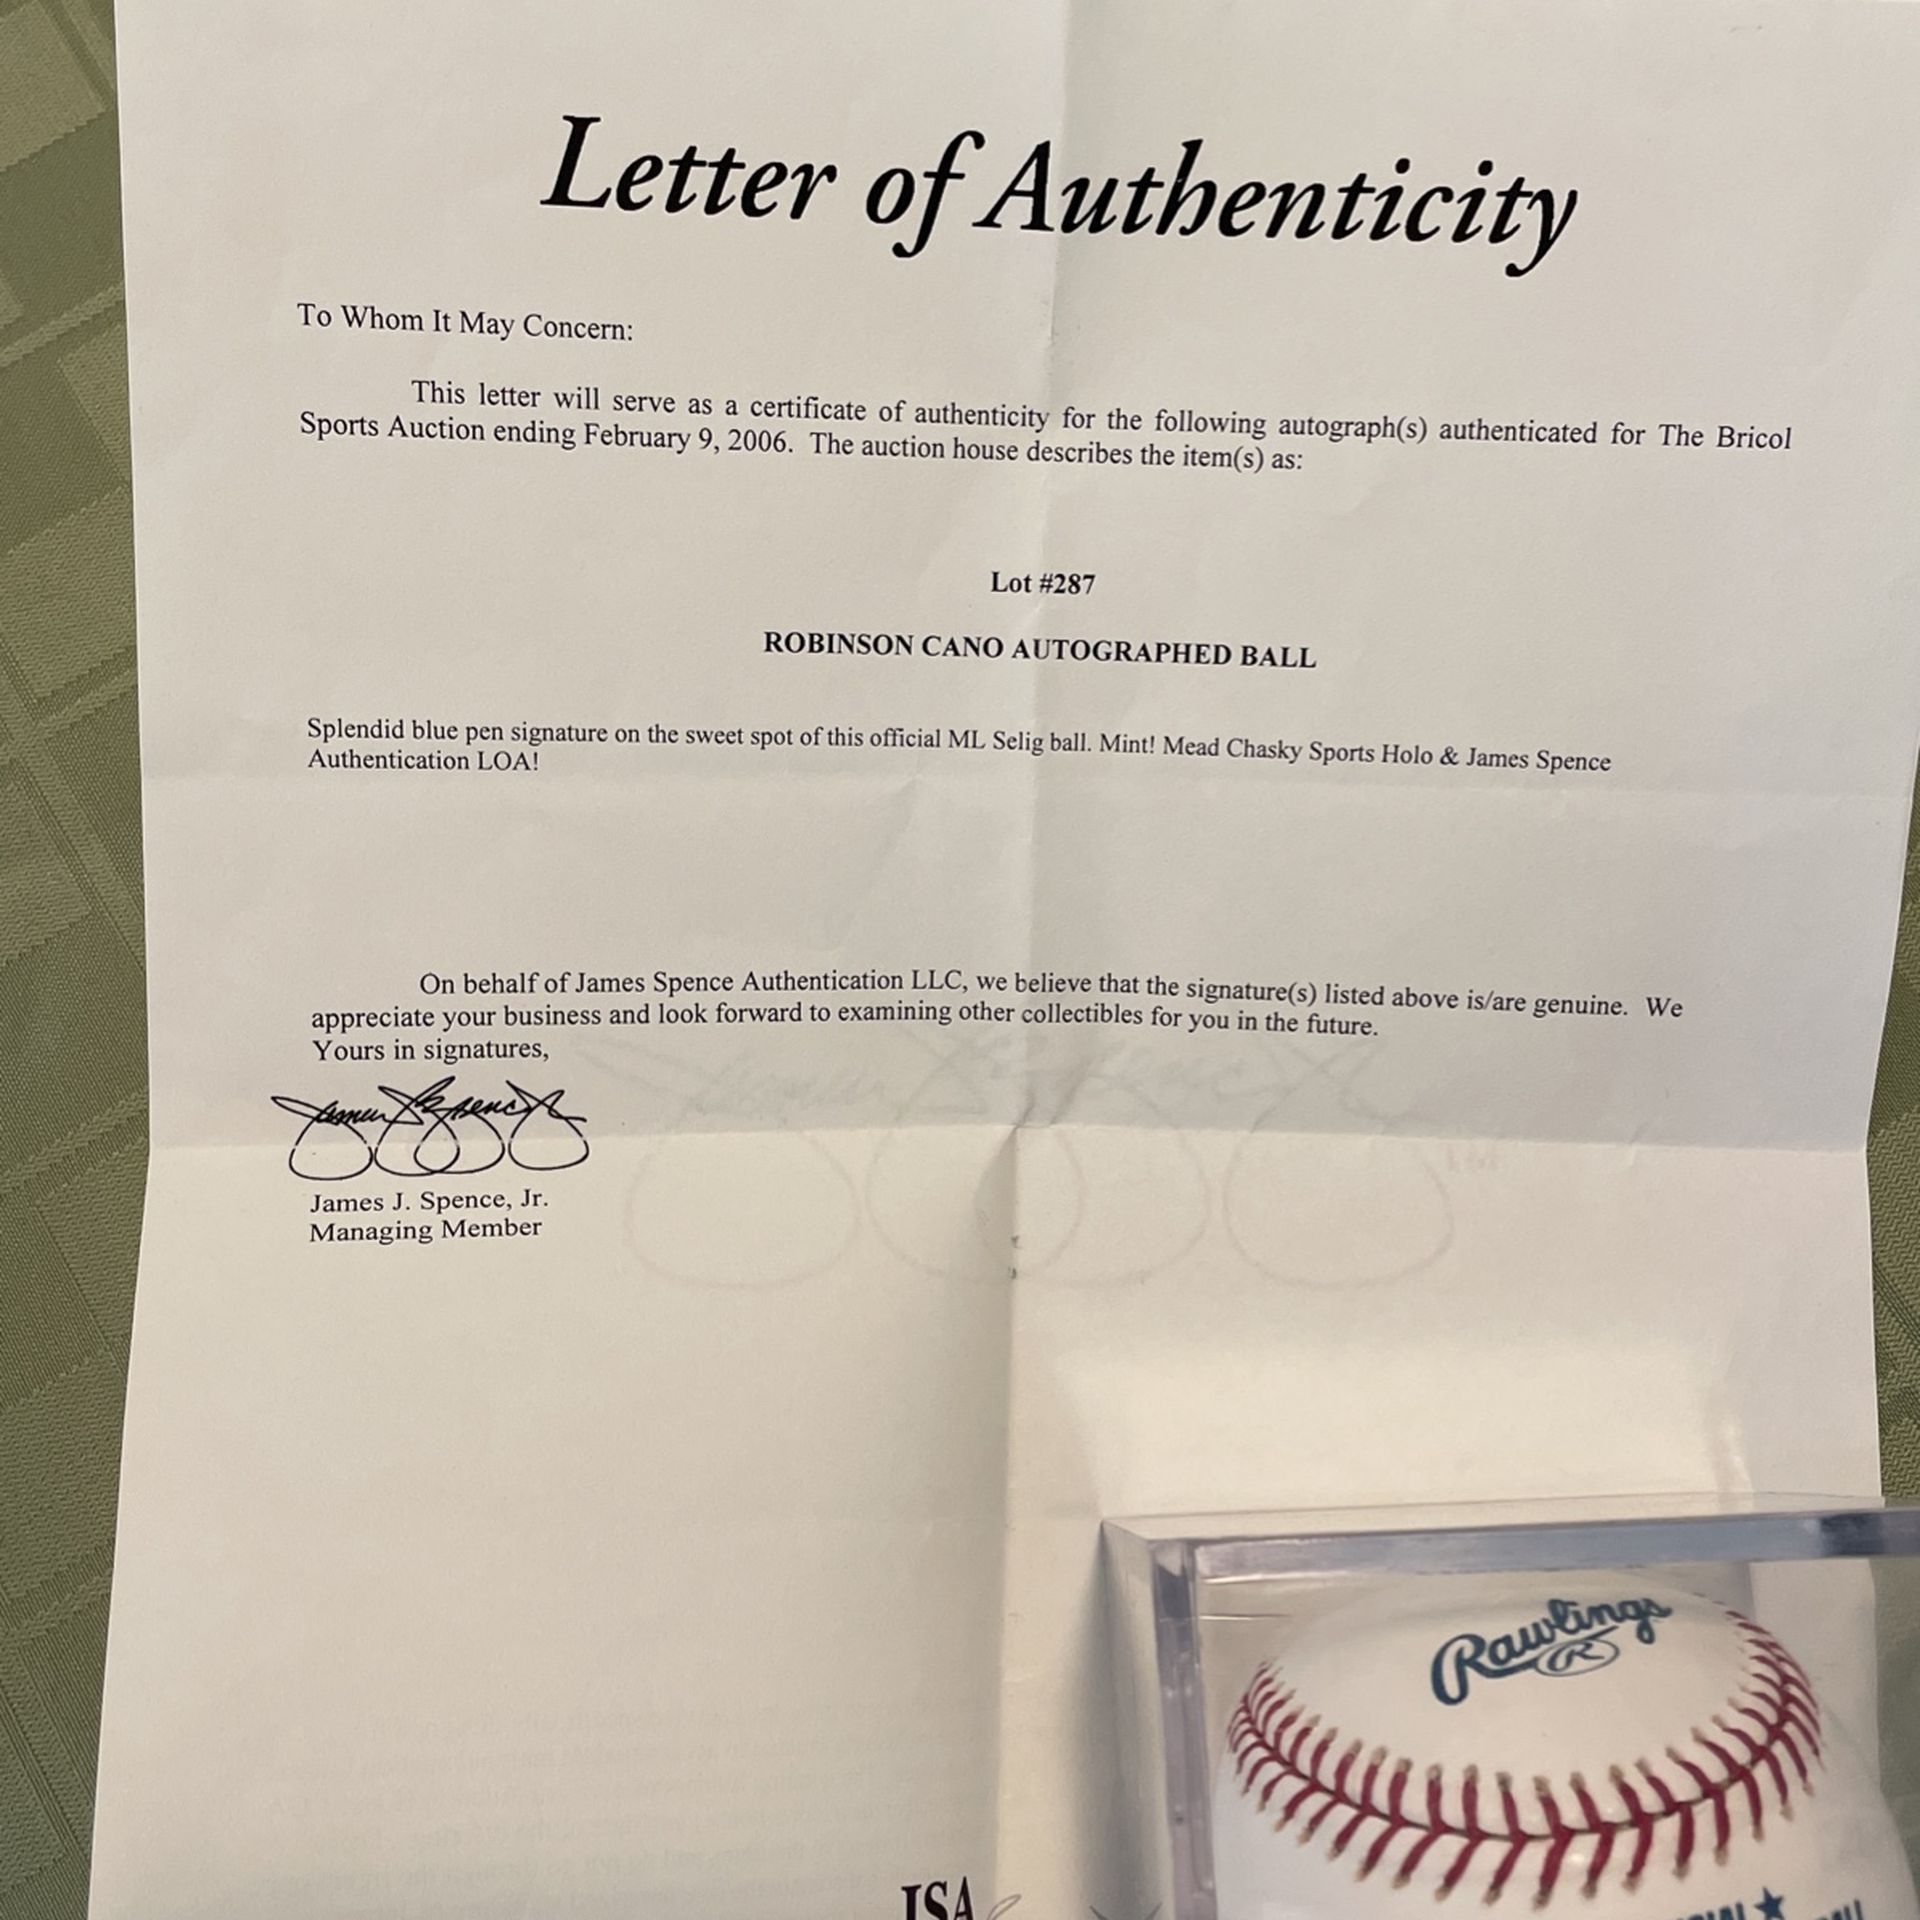 Letter of Authenticity
To Whom It May Concern:
This letter will serve as a certificate of authenticity for the following autograph(s) authenticated for The Bricol
Sports Auction ending February 9, 2006.  The auction house describes the item(s) as:
Lot #287
ROBINSON CANO AUTOGRAPHED BALL
Splendid blue pen signature on the sweet spot of this official ML Selig ball. Mint! Mead Chasky Sports Holo & James Spence
Authentication LOA!
On behalf of James Spence Authentication LLC, we believe that the signature(s) listed above is/are genuine.  We
appreciate your business and look forward to examining other collectibles for you in the future.
Yours in signatures,
James J. Spence, Jr.
James J. Spence, Jr.
Managing Member
Rawlings
R
JSA